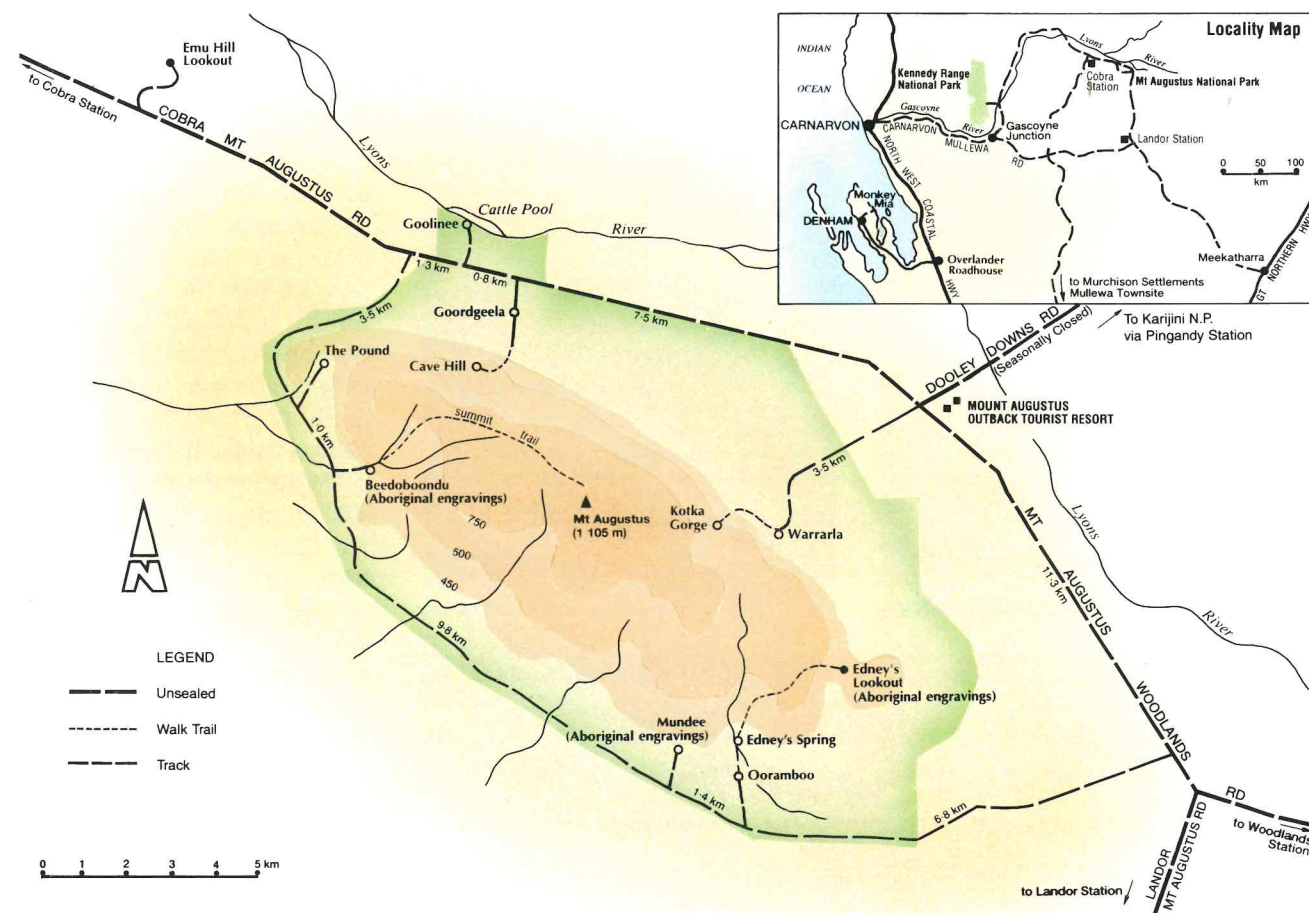 Emu Hill
Lookout
to Cobra Station
COBRA MT AUGUSTUS RD
Lyons
Cattle Pool
River
Goolinee
1·3 km
0·8 km
3·5 km
Goordgeela
7·5 km
The Pound
Cave Hill
1·0 km
summit trail
Beedoboondu
(Aboriginal engravings)
750
500
450
Mt Augustus
(1 105 m)
Kotka
Gorge
Warrarla
3·5 km
DOOLEY DOWNS RD
(Seasonally Closed)
To Karijini N.P.
via Pingandy Station
MOUNT AUGUSTUS
OUTBACK TOURIST RESORT
Lyons
River
MT AUGUSTUS WOODLANDS RD
11·3 km
9·8 km
Edney's
Lookout
(Aboriginal engravings)
Mundee
(Aboriginal engravings)
Edney's Spring
Ooramboo
1·4 km
6·8 km
to Woodlands
Station
LANDOR
MT AUGUSTUS RD
to Landor Station
N
LEGEND
Unsealed
Walk Trail
Track
0 1 2 3 4 5 km
Locality Map
INDIAN
OCEAN
Kennedy Range
National Park
Lyons
River
Cobra
Station
Mt Augustus National Park
CARNARVON
Gascoyne
River
CARNARVON
MULLEWA
RD
Gascoyne
Junction
Landor Station
0 50 100
km
NORTH WEST COASTAL HWY
Monkey
Mia
DENHAM
Overlander
Roadhouse
Meekatharra
GT NORTHERN HWY
to Murchison Settlements
Mullewa Townsite